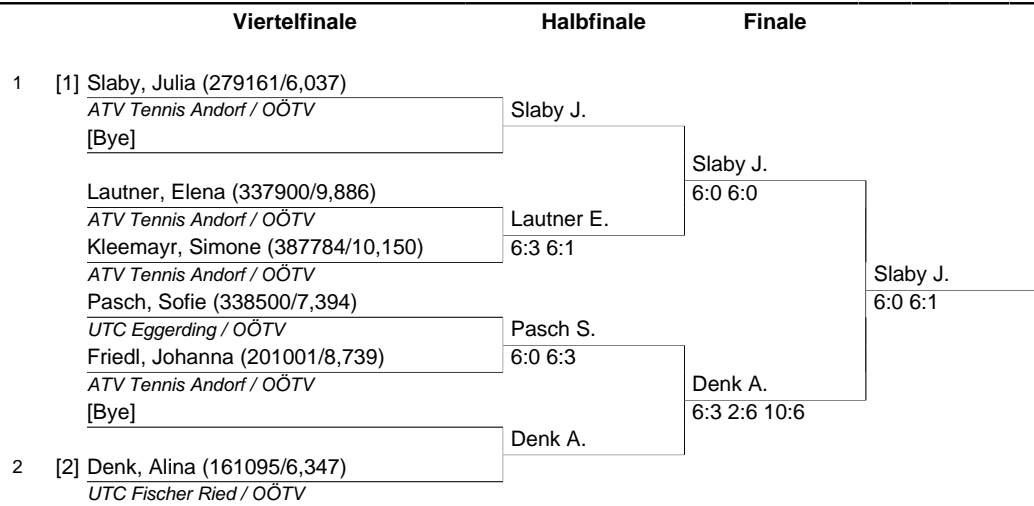 Viertelfinale Halbfinale Finale
1 [1] Slaby, Julia (279161/6,037)
ATV Tennis Andorf / OÖTV
Slaby J.
[Bye]
Slaby J.
Lautner, Elena (337900/9,886)
6:0 6:0
ATV Tennis Andorf / OÖTV
Lautner E.
Kleemayr, Simone (387784/10,150)
6:3 6:1
ATV Tennis Andorf / OÖTV
Slaby J.
Pasch, Sofie (338500/7,394)
6:0 6:1
UTC Eggerding / OÖTV
Pasch S.
Friedl, Johanna (201001/8,739)
6:0 6:3
ATV Tennis Andorf / OÖTV
Denk A.
[Bye]
6:3 2:6 10:6
Denk A.
2 [2] Denk, Alina (161095/6,347)
UTC Fischer Ried / OÖTV